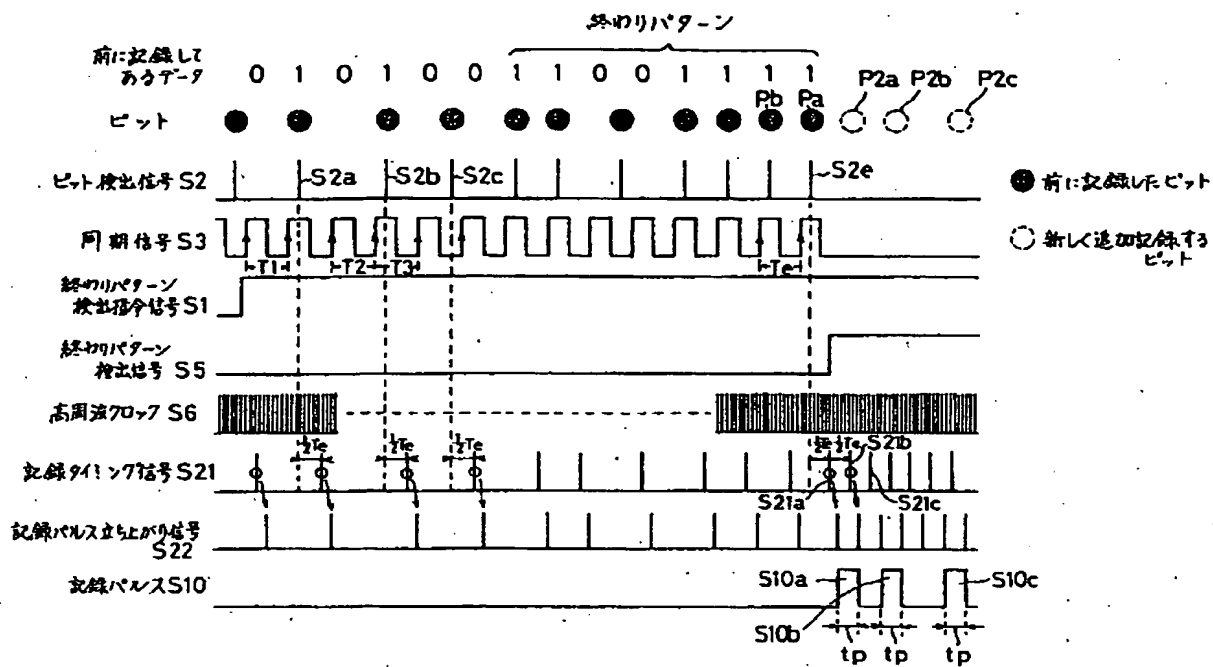 終わりパターン
前に記録して
あるデータ
0 1 0 1 0 0 1 1 0 0 1 1 1 1
ピット
Pb Pa P2a P2b P2c
ピット検出信号 S2
S2a S2b S2c S2e
前に記録したピット
同期信号 S3
T1 T2 T3 Te
新しく追加記録する
ピット
終わりパターン
検出指令信号 S1
終わりパターン
検出信号 S5
高周波クロック S6
記録タイミング信号 S21
½Te ½Te ½Te ½Te ½Te S21b
S21a S21c
記録パルス立ち上がり信号
S22
記録パルス S10
S10a S10c
S10b
tp tp tp